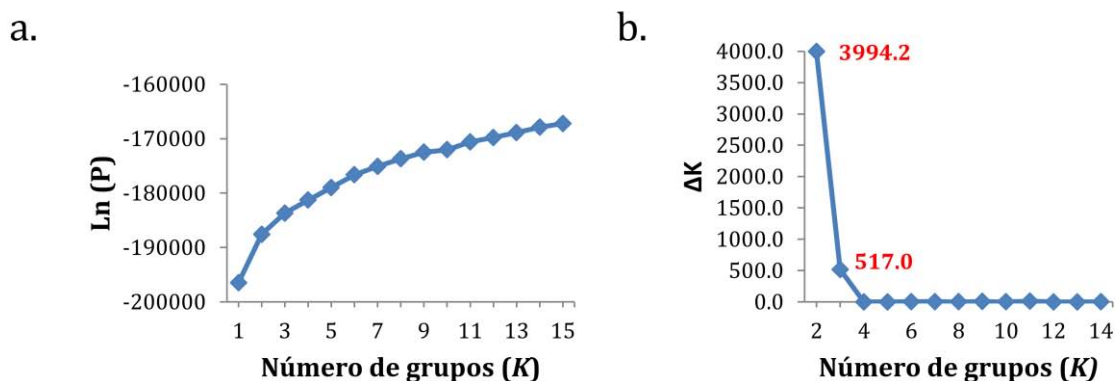 a.
Ln (P)
-160000
-170000
-180000
-190000
-200000
1 3 5 7 9 11 13 15
Número de grupos (K)
b.
ΔK
4000.0
3500.0
3000.0
2500.0
2000.0
1500.0
1000.0
500.0
0.0
3994.2
517.0
2 4 6 8 10 12 14
Número de grupos (K)